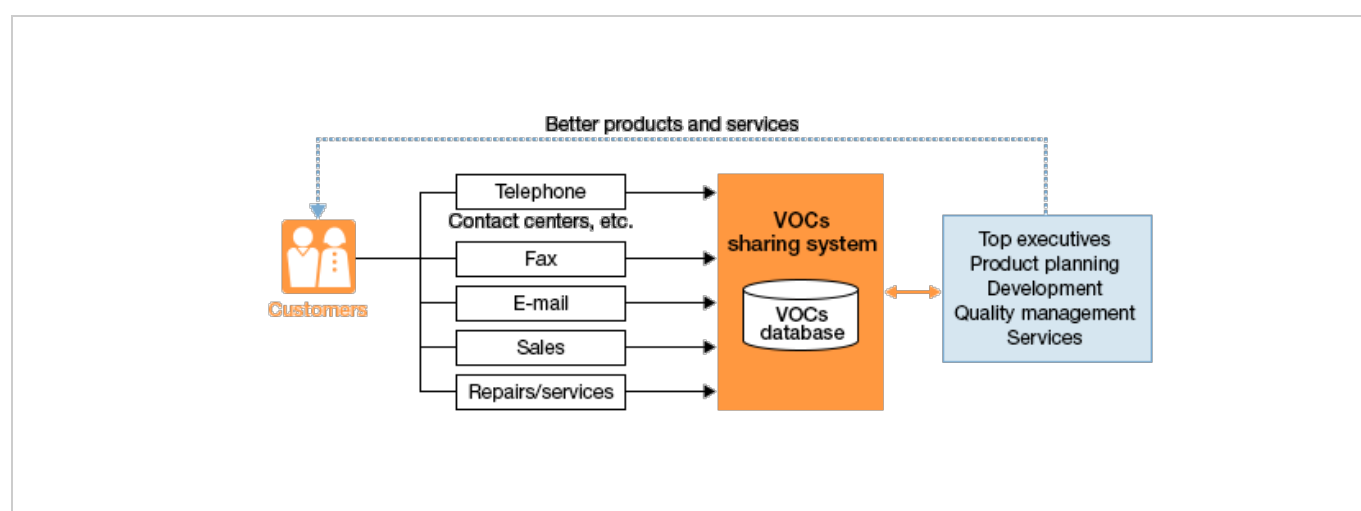 Better products and services
Telephone
Contact centers, etc.
Fax
E-mail
Sales
Repairs/services
Customers
VOCs
sharing system
VOCs
database
Top executives
Product planning
Development
Quality management
Services